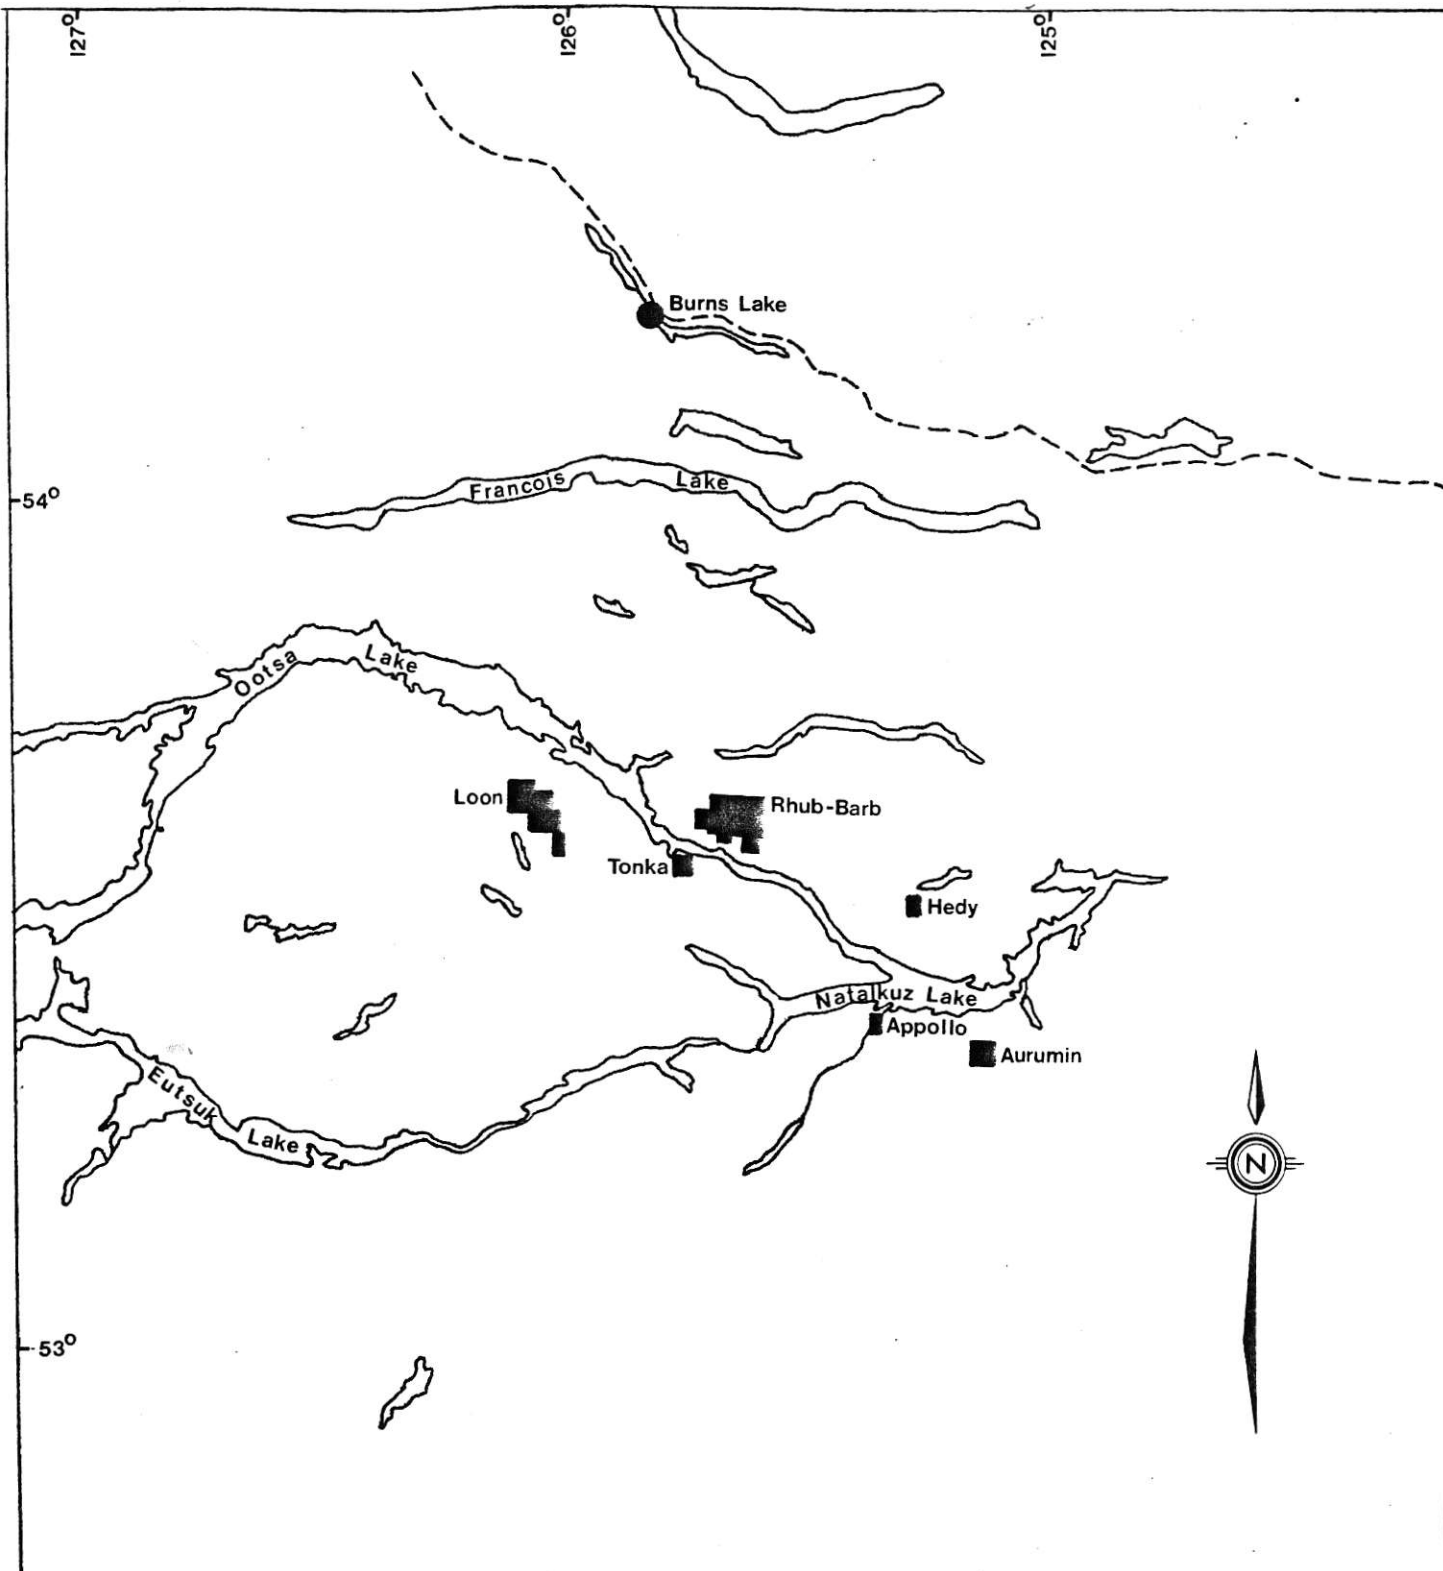 127°
126°
125°
Burns Lake
Francois Lake
54°
Ootsa Lake
Loon
Rhub-Barb
Tonka
Hedy
Natalkuz Lake
Appollo
Aurumin
Eutsuk Lake
N
53°